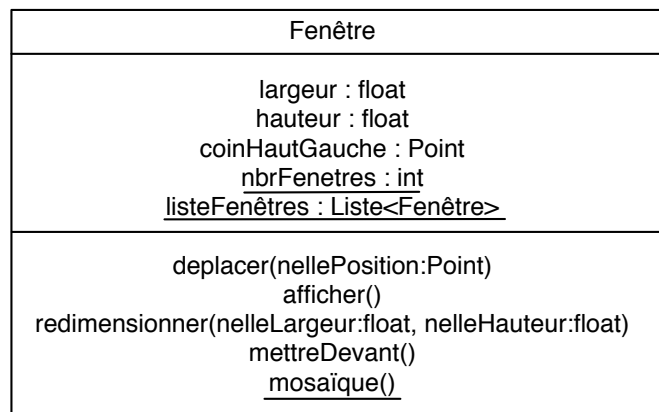 Fenêtre
largeur : float
hauteur : float
coinHautGauche : Point
nbrFenetres : int
listeFenêtres : Liste<Fenêtre>
deplacer(nellePosition:Point)
afficher()
redimensionner(nelleLargeur:float, nelleHauteur:float)
mettreDevant()
mosaïque()